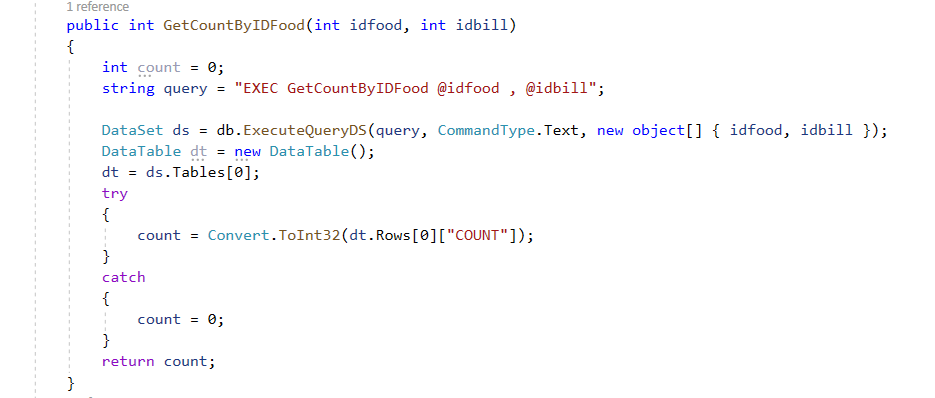 1 reference
public int GetCountByIDFood(int idfood, int idbill)
{
int count = 0;
string query = "EXEC GetCountByIDFood @idfood , @idbill";
DataSet ds = db.ExecuteQueryDS(query, CommandType.Text, new object[] { idfood, idbill });
DataTable dt = new DataTable();
dt = ds.Tables[0];
try
{
count = Convert.ToInt32(dt.Rows[0]["COUNT"]);
}
catch
{
count = 0;
}
return count;
}